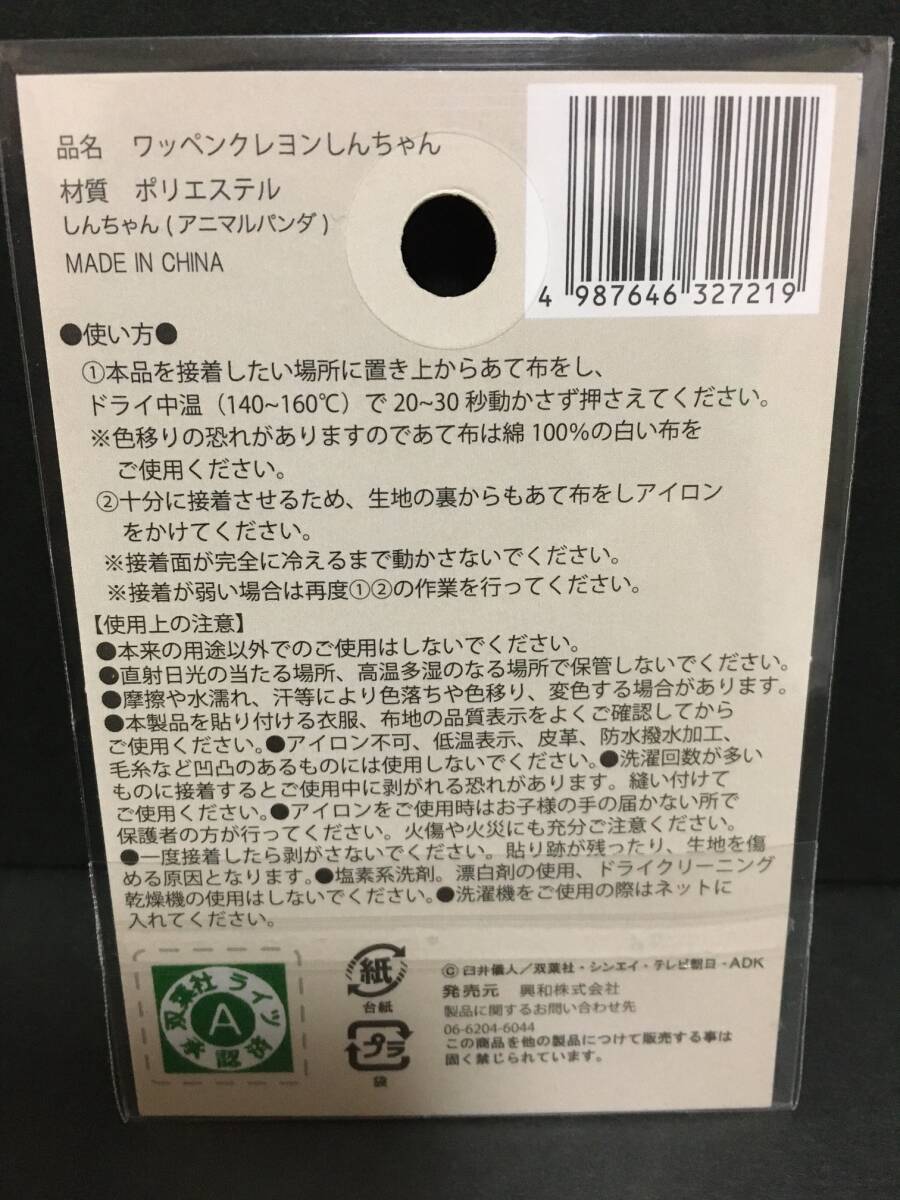 品名 ワッペンクレヨンしんちゃん
材質 ポリエステル
しんちゃん(アニマルパンダ)
MADE IN CHINA
4 987646 327219
●使い方●
①本品を接着したい場所に置き上からあて布をし、
ドライ中温（140~160℃）で20~30秒動かさず押さえてください。
※色移りの恐れがありますのであて布は綿100%の白い布を
ご使用ください。
②十分に接着させるため、生地の裏からもあて布をしアイロン
をかけてください。
※接着面が完全に冷えるまで動かさないでください。
※接着が弱い場合は再度①②の作業を行ってください。
【使用上の注意】
●本来の用途以外でのご使用はしないでください。
●直射日光の当たる場所、高温多湿のなる場所で保管しないでください。
●摩擦や水濡れ、汗等により色落ちや色移り、変色する場合があります。
●本製品を貼り付ける衣服、布地の品質表示をよくご確認してから
ご使用ください。●アイロン不可、低温表示、皮革、防水撥水加工、
毛糸など凹凸のあるものには使用しないでください。●洗濯回数が多い
ものに接着するとご使用中に剥がれる恐れがあります。縫い付けて
ご使用ください。●アイロンをご使用時はお子様の手の届かない所で
保護者の方が行ってください。火傷や火災にも充分ご注意ください。
●一度接着したら剥がさないでください。貼り跡が残ったり、生地を傷
める原因となります。●塩素系洗剤。漂白剤の使用、ドライクリーニング
乾燥機の使用はしないでください。●洗濯機をご使用の際はネットに
入れてください。
双葉社ライツ
A
承認済
紙
台紙
プラ
袋
©臼井儀人／双葉社・シンエイ・テレビ朝日・ADK
発売元 興和株式会社
製品に関するお問い合わせ先
06-6204-6044
この商品を他の製品につけて販売する事は
固く禁じられています。